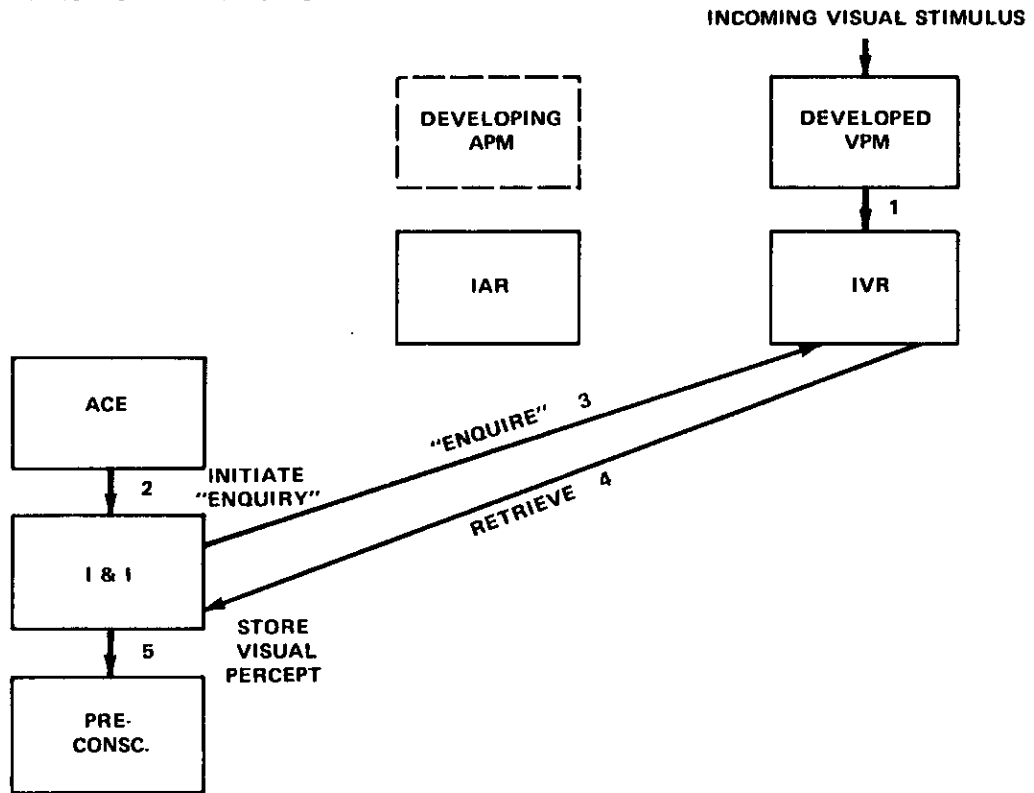 INCOMING VISUAL STIMULUS
DEVELOPING
APM
DEVELOPED
VPM
1
IAR
IVR
ACE
"ENQUIRE" 3
2
INITIATE
"ENQUIRY"
RETRIEVE 4
I & I
STORE
VISUAL
PERCEPT
5
PRE-
CONSC.